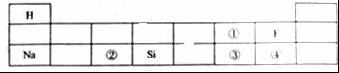 H
① F
Na ② Si ③ ④